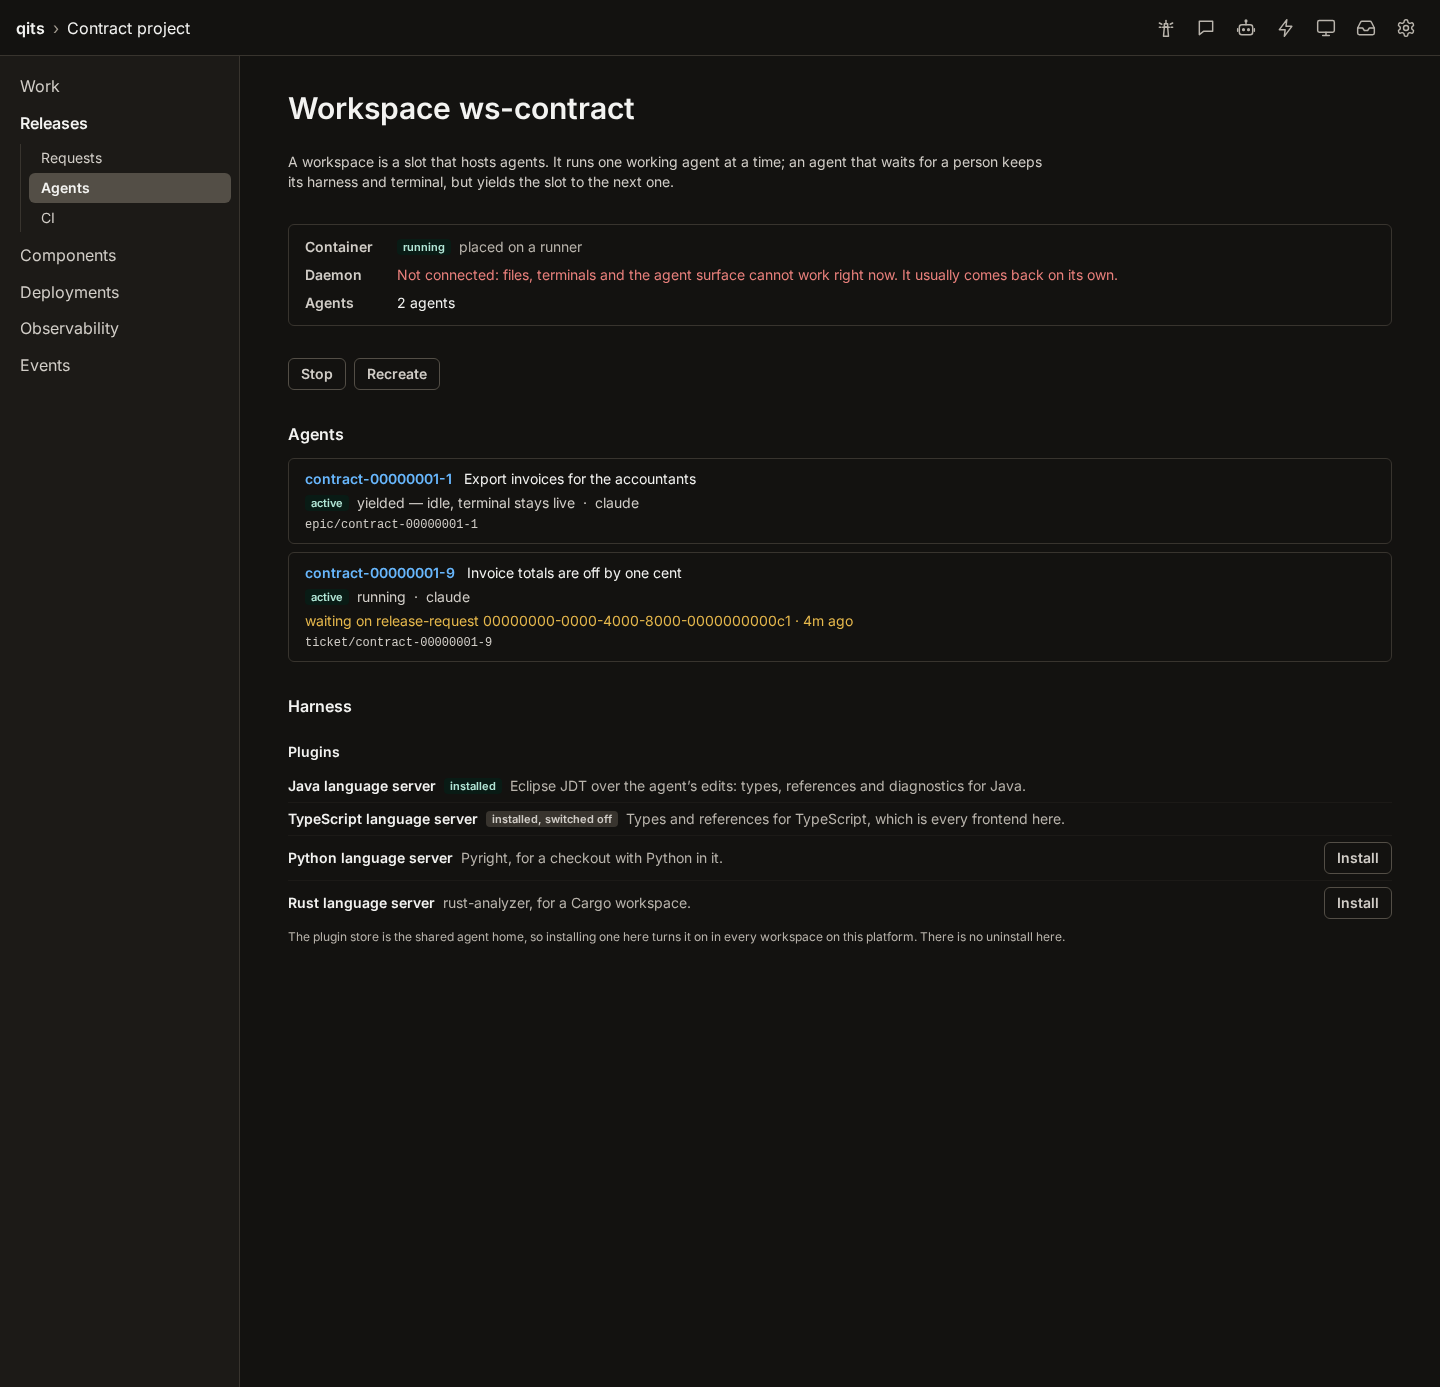 qits › Contract project
Work
Releases
Requests
Agents
CI
Components
Deployments
Observability
Events
Workspace ws-contract
A workspace is a slot that hosts agents. It runs one working agent at a time; an agent that waits for a person keeps
its harness and terminal, but yields the slot to the next one.
Container running placed on a runner
Daemon Not connected: files, terminals and the agent surface cannot work right now. It usually comes back on its own.
Agents 2 agents
Stop Recreate
Agents
contract-00000001-1 Export invoices for the accountants
active yielded — idle, terminal stays live · claude
epic/contract-00000001-1
contract-00000001-9 Invoice totals are off by one cent
active running · claude
waiting on release-request 00000000-0000-4000-8000-0000000000c1 · 4m ago
ticket/contract-00000001-9
Harness
Plugins
Java language server installed Eclipse JDT over the agent’s edits: types, references and diagnostics for Java.
TypeScript language server installed, switched off Types and references for TypeScript, which is every frontend here.
Python language server Pyright, for a checkout with Python in it. Install
Rust language server rust-analyzer, for a Cargo workspace. Install
The plugin store is the shared agent home, so installing one here turns it on in every workspace on this platform. There is no uninstall here.